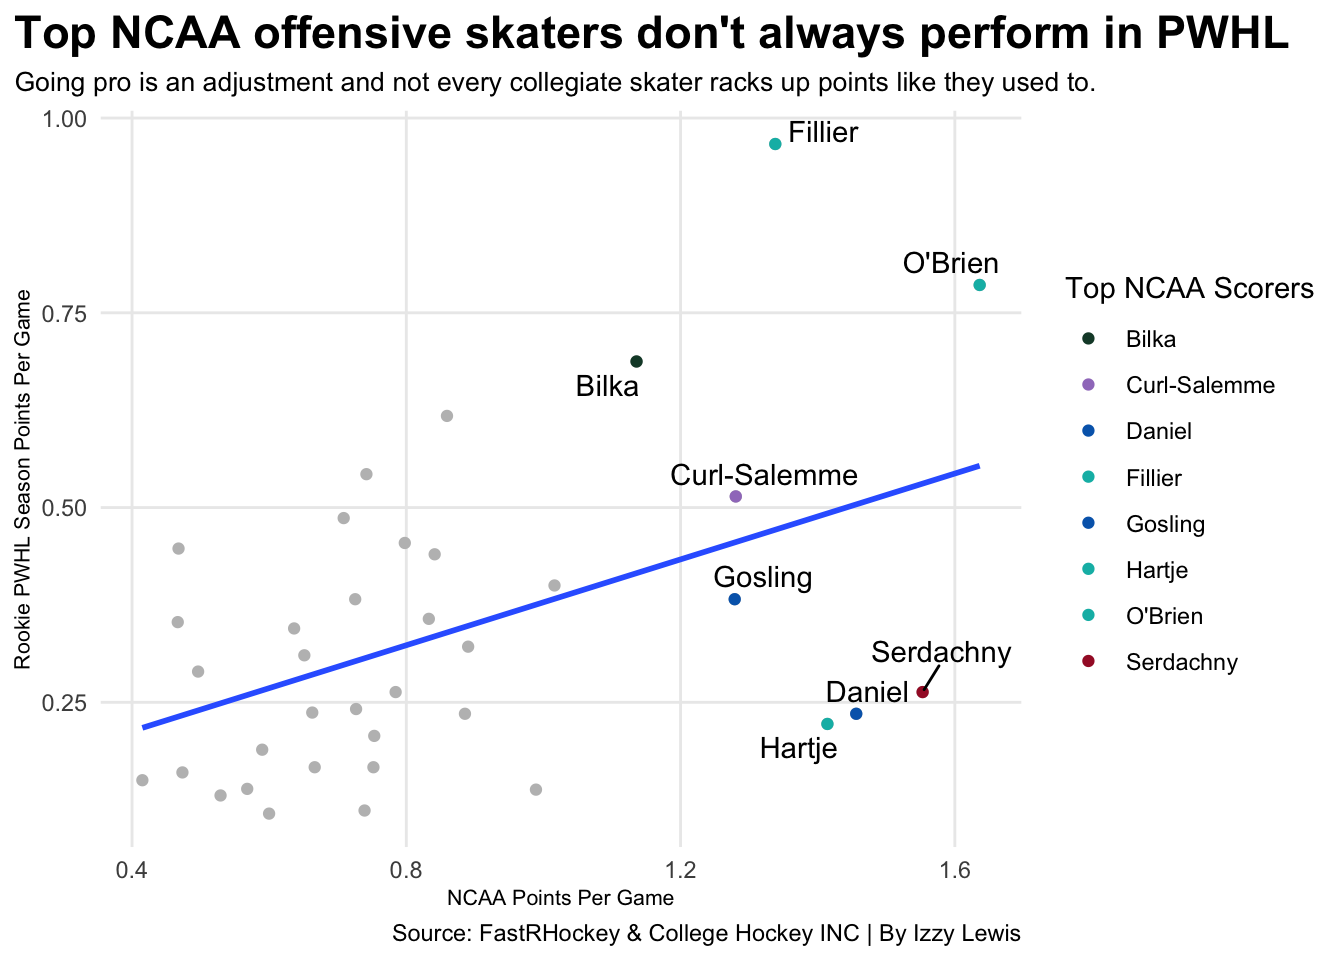 Top NCAA offensive skaters don't always perform in PWHL
Going pro is an adjustment and not every collegiate skater racks up points like they used to.
1.00
0.75
0.50
0.25
Rookie PWHL Season Points Per Game
Fillier
O'Brien
Bilka
Curl-Salemme
Gosling
Serdachny
Daniel
Hartje
0.4
0.8
1.2
1.6
NCAA Points Per Game
Top NCAA Scorers
Bilka
Curl-Salemme
Daniel
Fillier
Gosling
Hartje
O'Brien
Serdachny
Source: FastRHockey & College Hockey INC | By Izzy Lewis